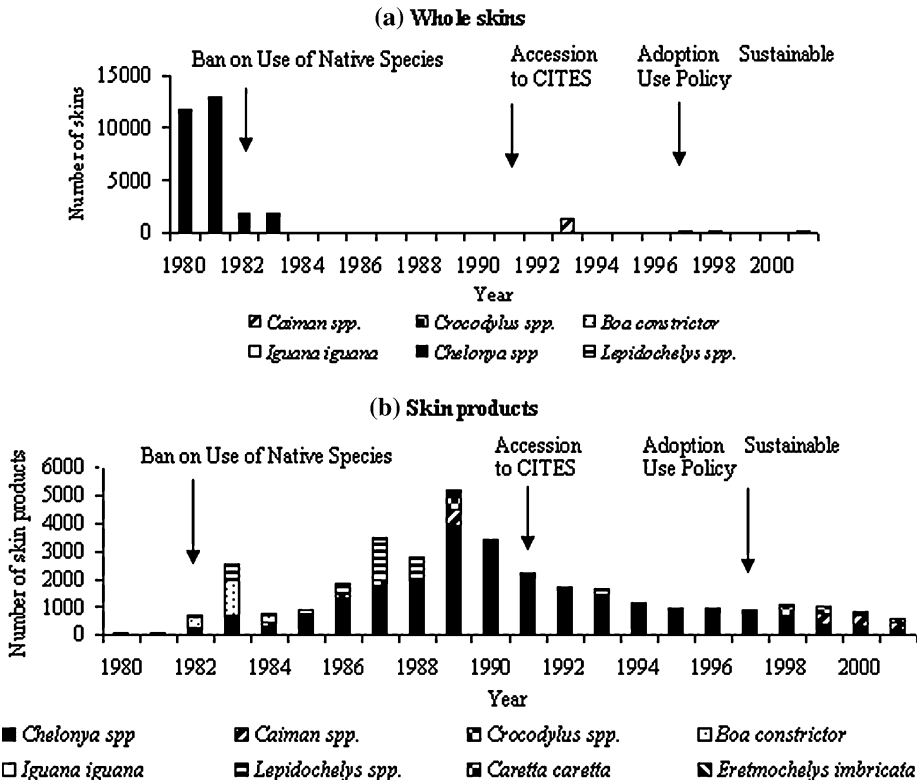 (a) Whole skins
Ban on Use of Native Species
Accession
to CITES
Adoption Sustainable
Use Policy
Number of skins
15000
10000
5000
0
1980 1982 1984 1986 1988 1990 1992 1994 1996 1998 2000
Year
Caiman spp. Crocodylus spp. Boa constrictor
Iguana iguana Chelonya spp Lepidochelys spp.
(b) Skin products
Ban on Use of Native Species
Accession
to CITES
Adoption Sustainable
Use Policy
Number of skin products
6000
5000
4000
3000
2000
1000
0
1980 1982 1984 1986 1988 1990 1992 1994 1996 1998 2000
Year
Chelonya spp Caiman spp. Crocodylus spp. Boa constrictor
Iguana iguana Lepidochelys spp. Caretta caretta Eretmochelys imbricata